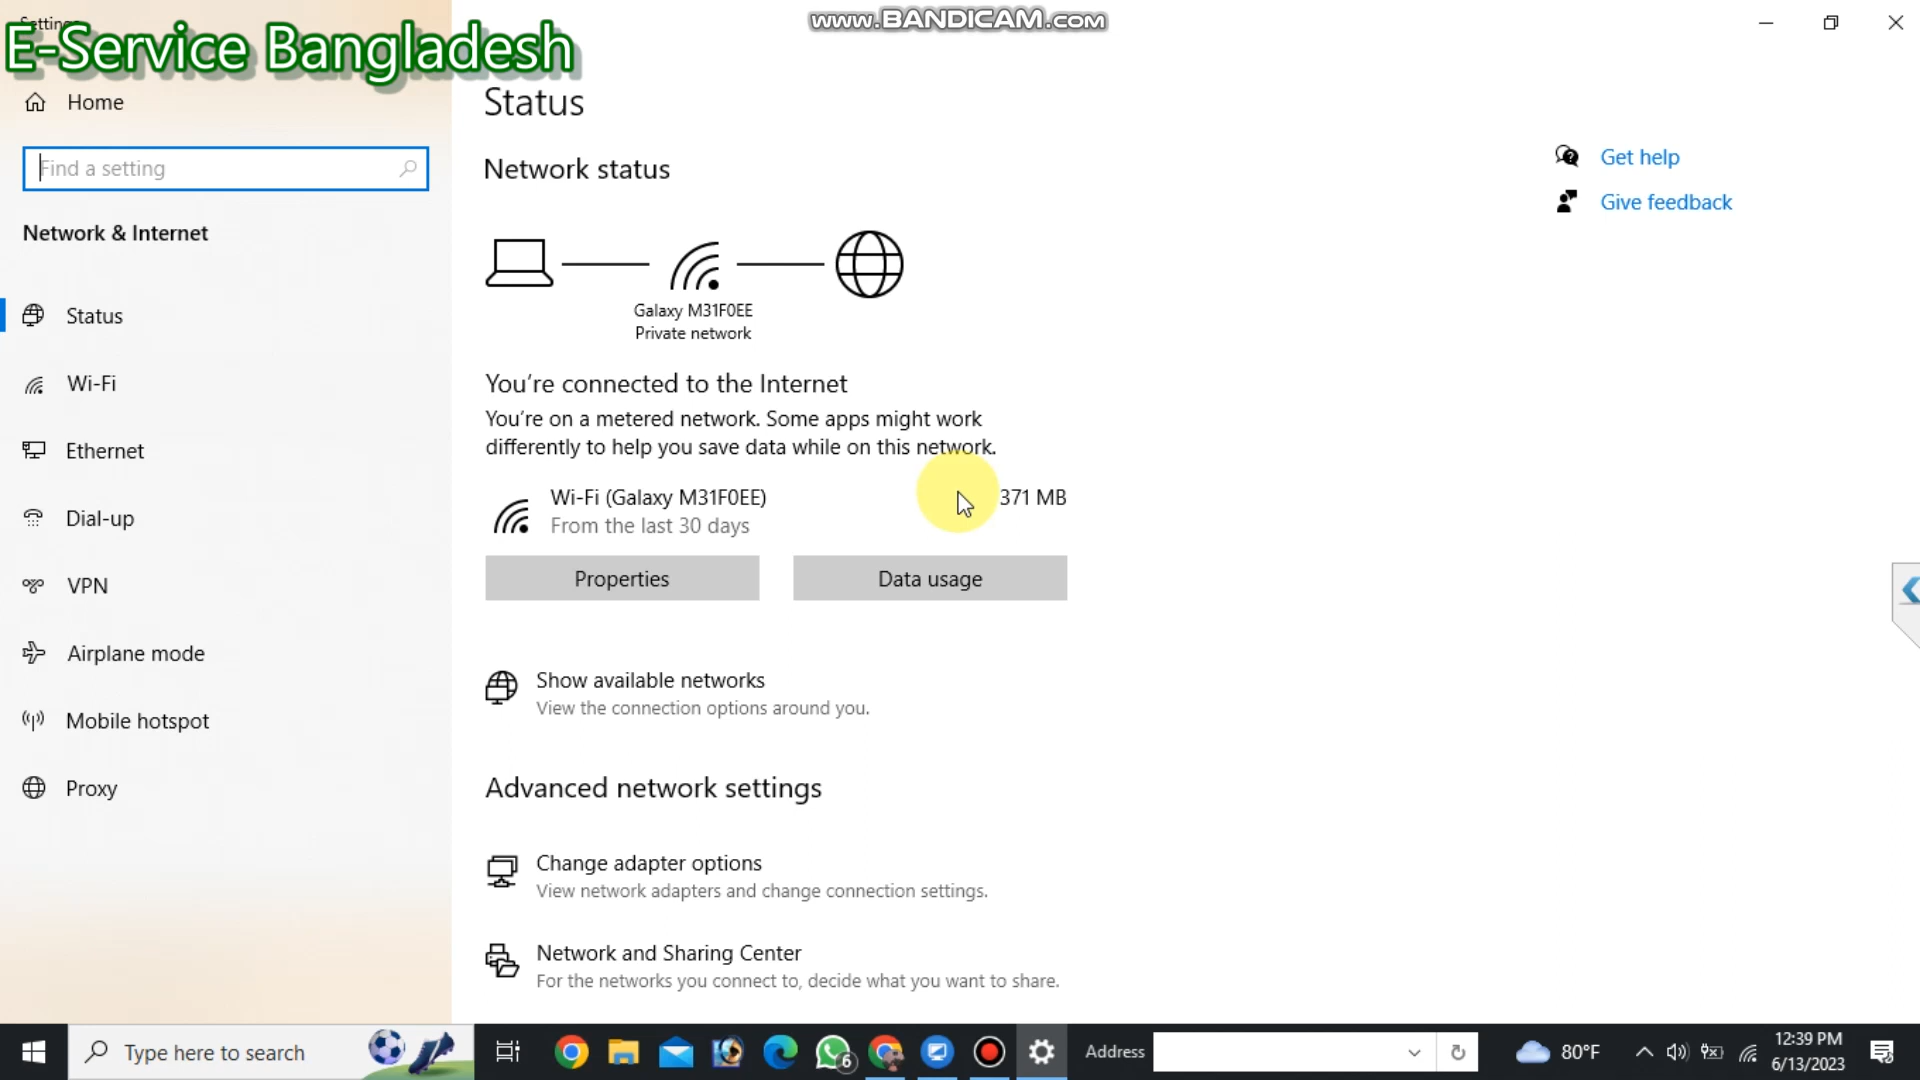 Settings
E-Service Bangladesh
www.BANDICAM.com
Home
Find a setting
Network & Internet
Status
Wi-Fi
Ethernet
Dial-up
VPN
Airplane mode
Mobile hotspot
Proxy
Status
Network status
Galaxy M31F0EE
Private network
You're connected to the Internet
You're on a metered network. Some apps might work
differently to help you save data while on this network.
Wi-Fi (Galaxy M31F0EE)
371 MB
From the last 30 days
Properties
Data usage
Show available networks
View the connection options around you.
Advanced network settings
Change adapter options
View network adapters and change connection settings.
Network and Sharing Center
For the networks you connect to, decide what you want to share.
Get help
Give feedback
Type here to search
6
Address
80°F
12:39 PM
6/13/2023